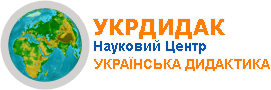 УКРДИДАК
Науковий Центр
УКРАЇНСЬКА ДИДАКТИКА